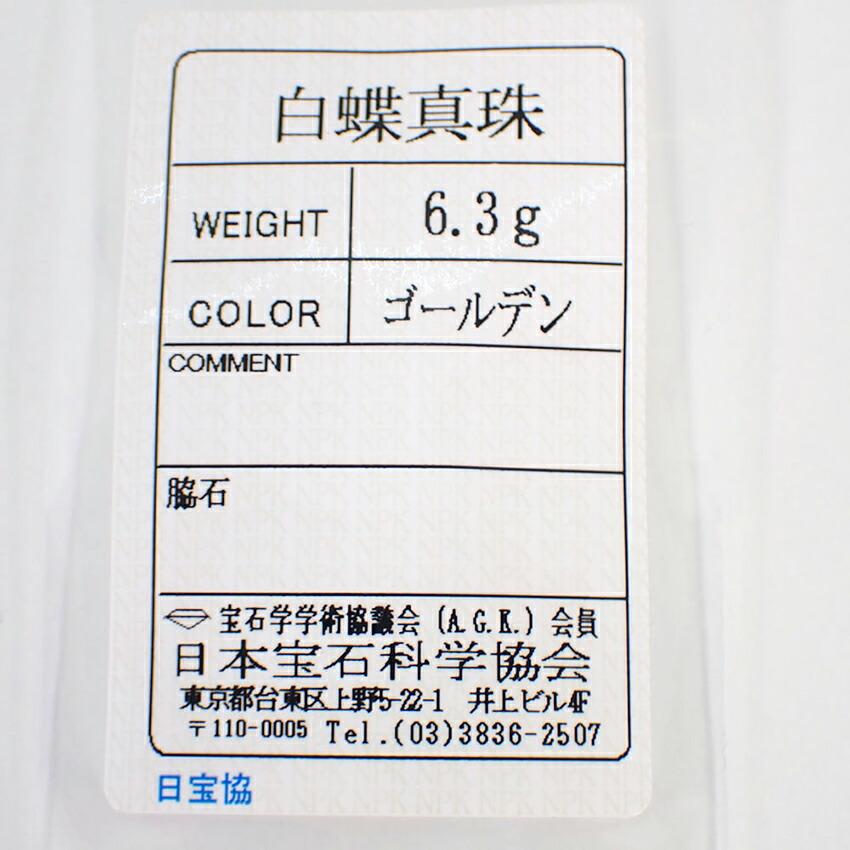 白蝶真珠
WEIGHT 6.3g
COLOR ゴールデン
COMMENT
脇石
宝石学学術協議会(A.G.K.)会員
日本宝石科学協会
東京都台東区上野5-22-1 井上ビル4F
〒110-0005 Tel.(03)3836-2507
日宝協